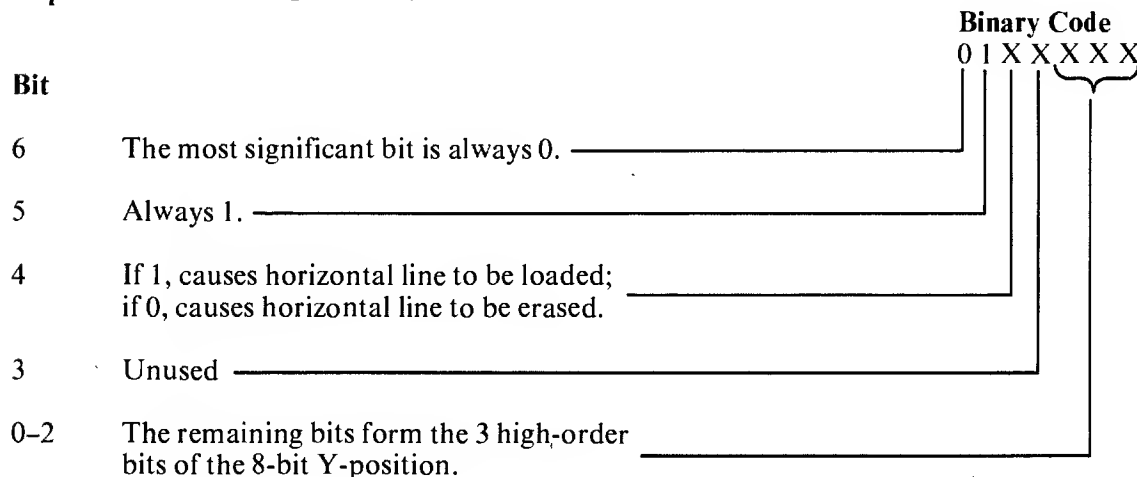 Binary Code
0 1 X X X X X
Bit
6 The most significant bit is always 0.
5 Always 1.
4 If 1, causes horizontal line to be loaded;
if 0, causes horizontal line to be erased.
3 Unused
0–2 The remaining bits form the 3 high-order
bits of the 8-bit Y-position.